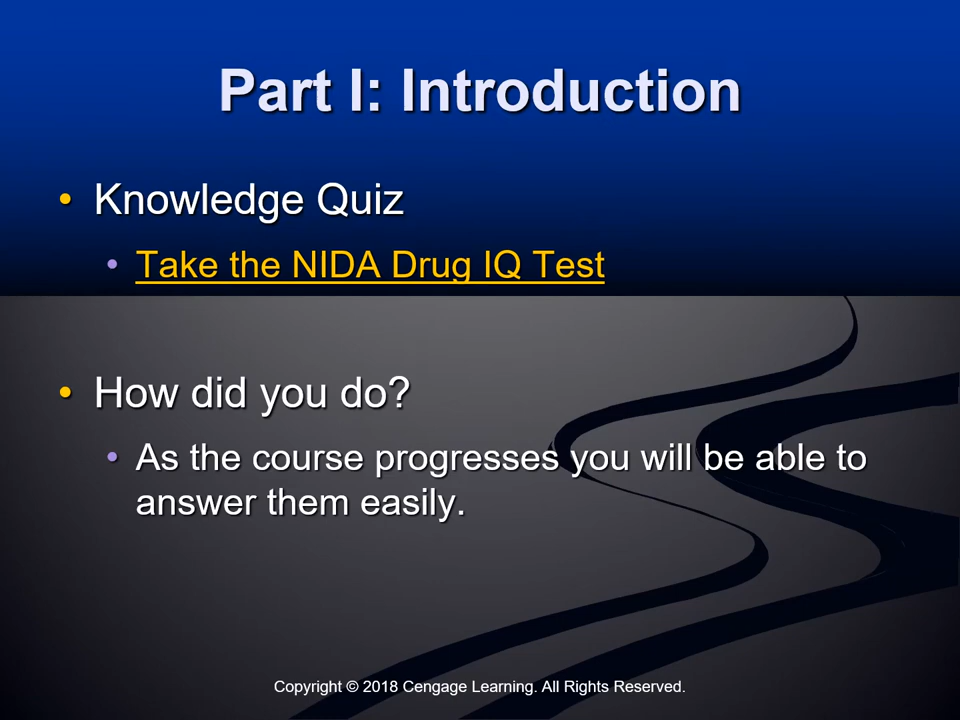 Part I: Introduction
• Knowledge Quiz
• Take the NIDA Drug IQ Test
• How did you do?
• As the course progresses you will be able to
answer them easily.
Copyright © 2018 Cengage Learning. All Rights Reserved.